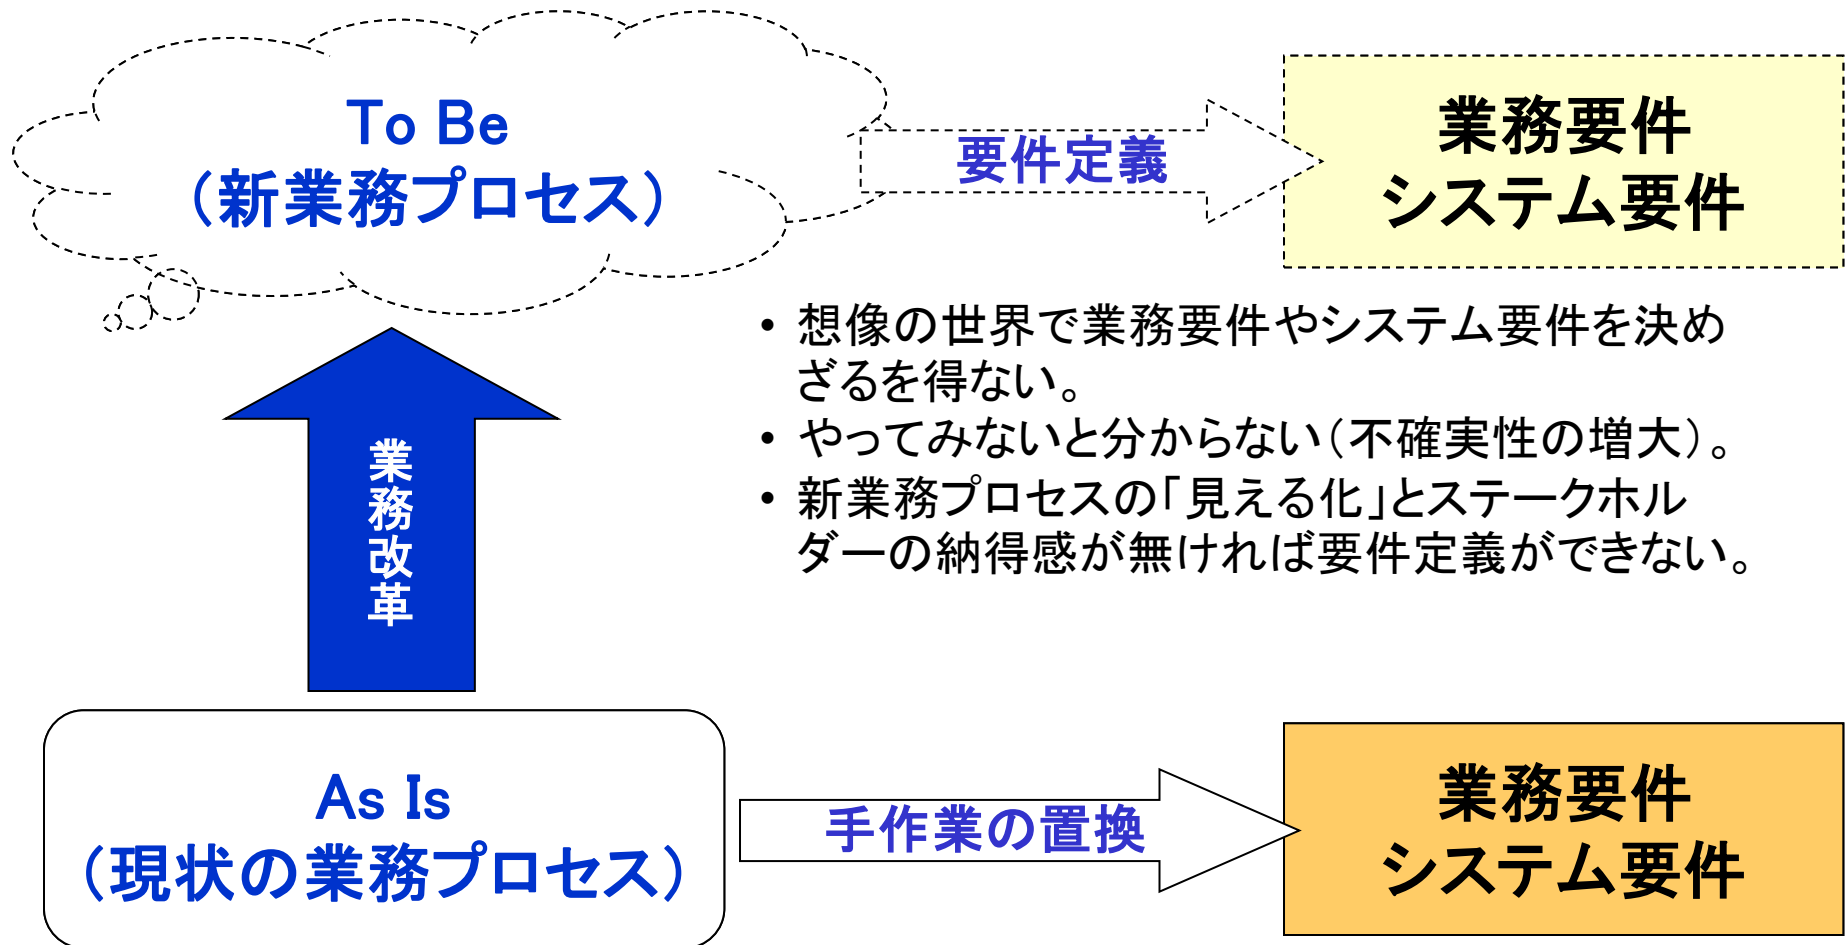 To Be
（新業務プロセス）
要件定義
業務要件
システム要件
• 想像の世界で業務要件やシステム要件を決め
ざるを得ない。
• やってみないと分からない（不確実性の増大）。
• 新業務プロセスの「見える化」とステークホル
ダーの納得感が無ければ要件定義ができない。
業務改革
As Is
（現状の業務プロセス）
手作業の置換
業務要件
システム要件